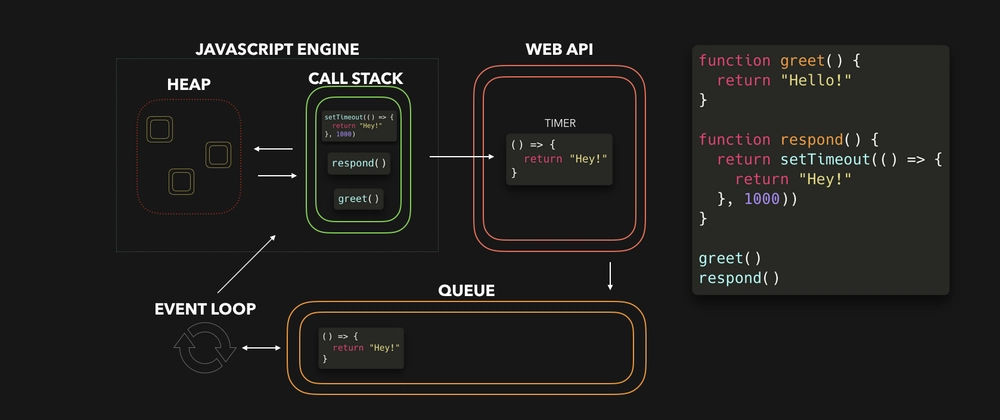 JAVASCRIPT ENGINE
HEAP
CALL STACK
setTimeout(() => {
  return "Hey!"
}, 1000)
respond()
greet()
WEB API
TIMER
() => {
  return "Hey!"
}
EVENT LOOP
QUEUE
() => {
  return "Hey!"
}
function greet() {
  return "Hello!"
}

function respond() {
  return setTimeout(() => {
    return "Hey!"
  }, 1000))
}

greet()
respond()